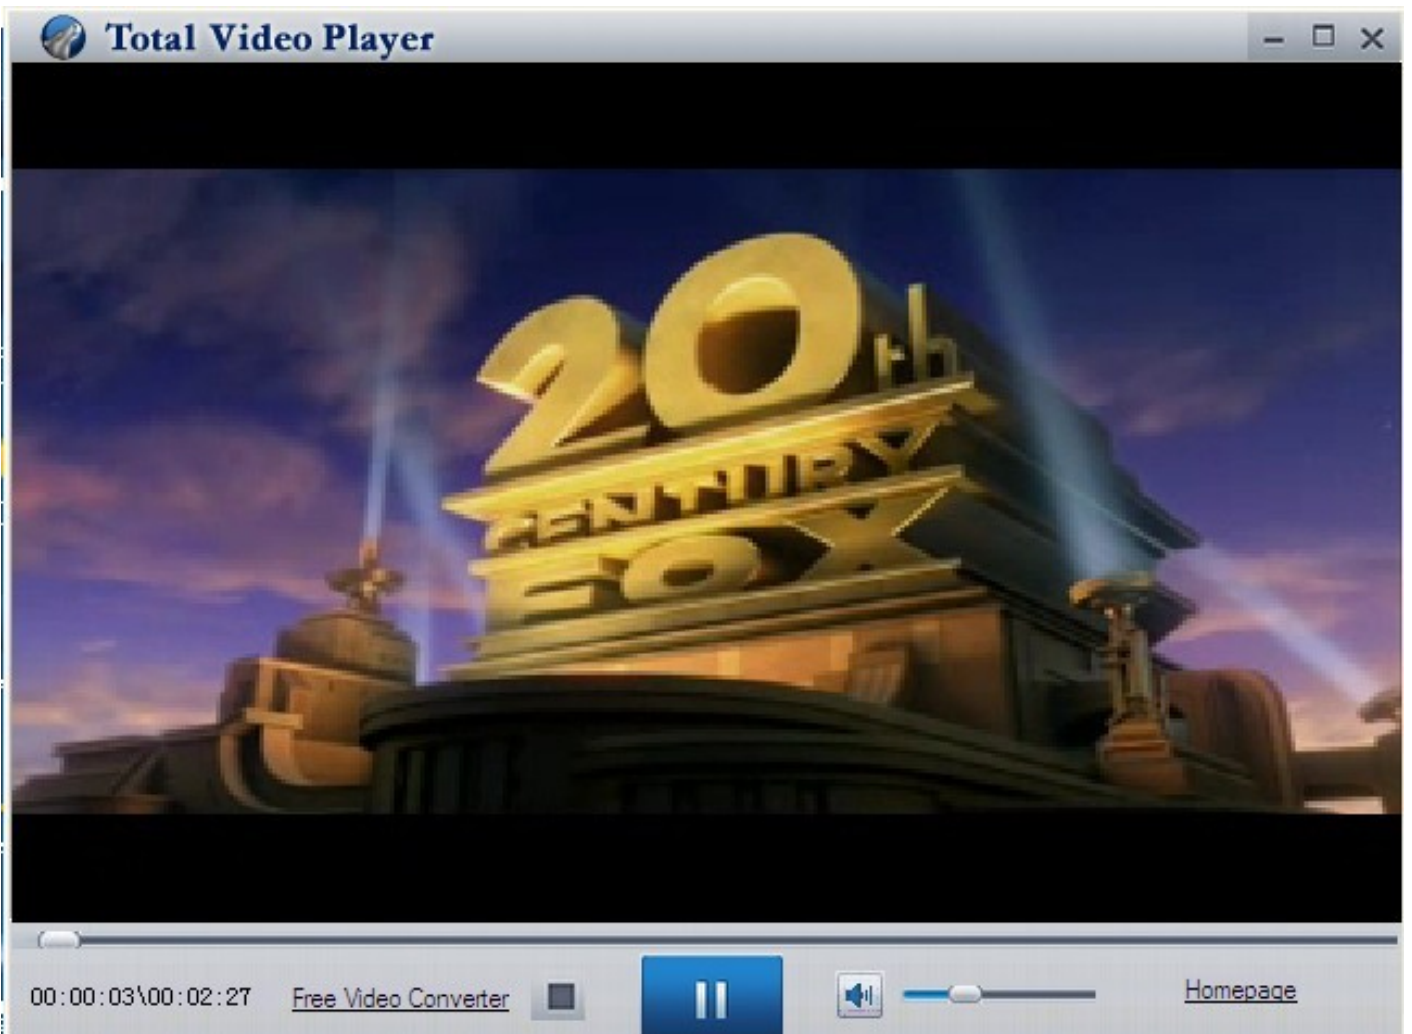 Total Video Player
20th
CENTURY
FOX
00:00:03\00:02:27
Free Video Converter
Homepage